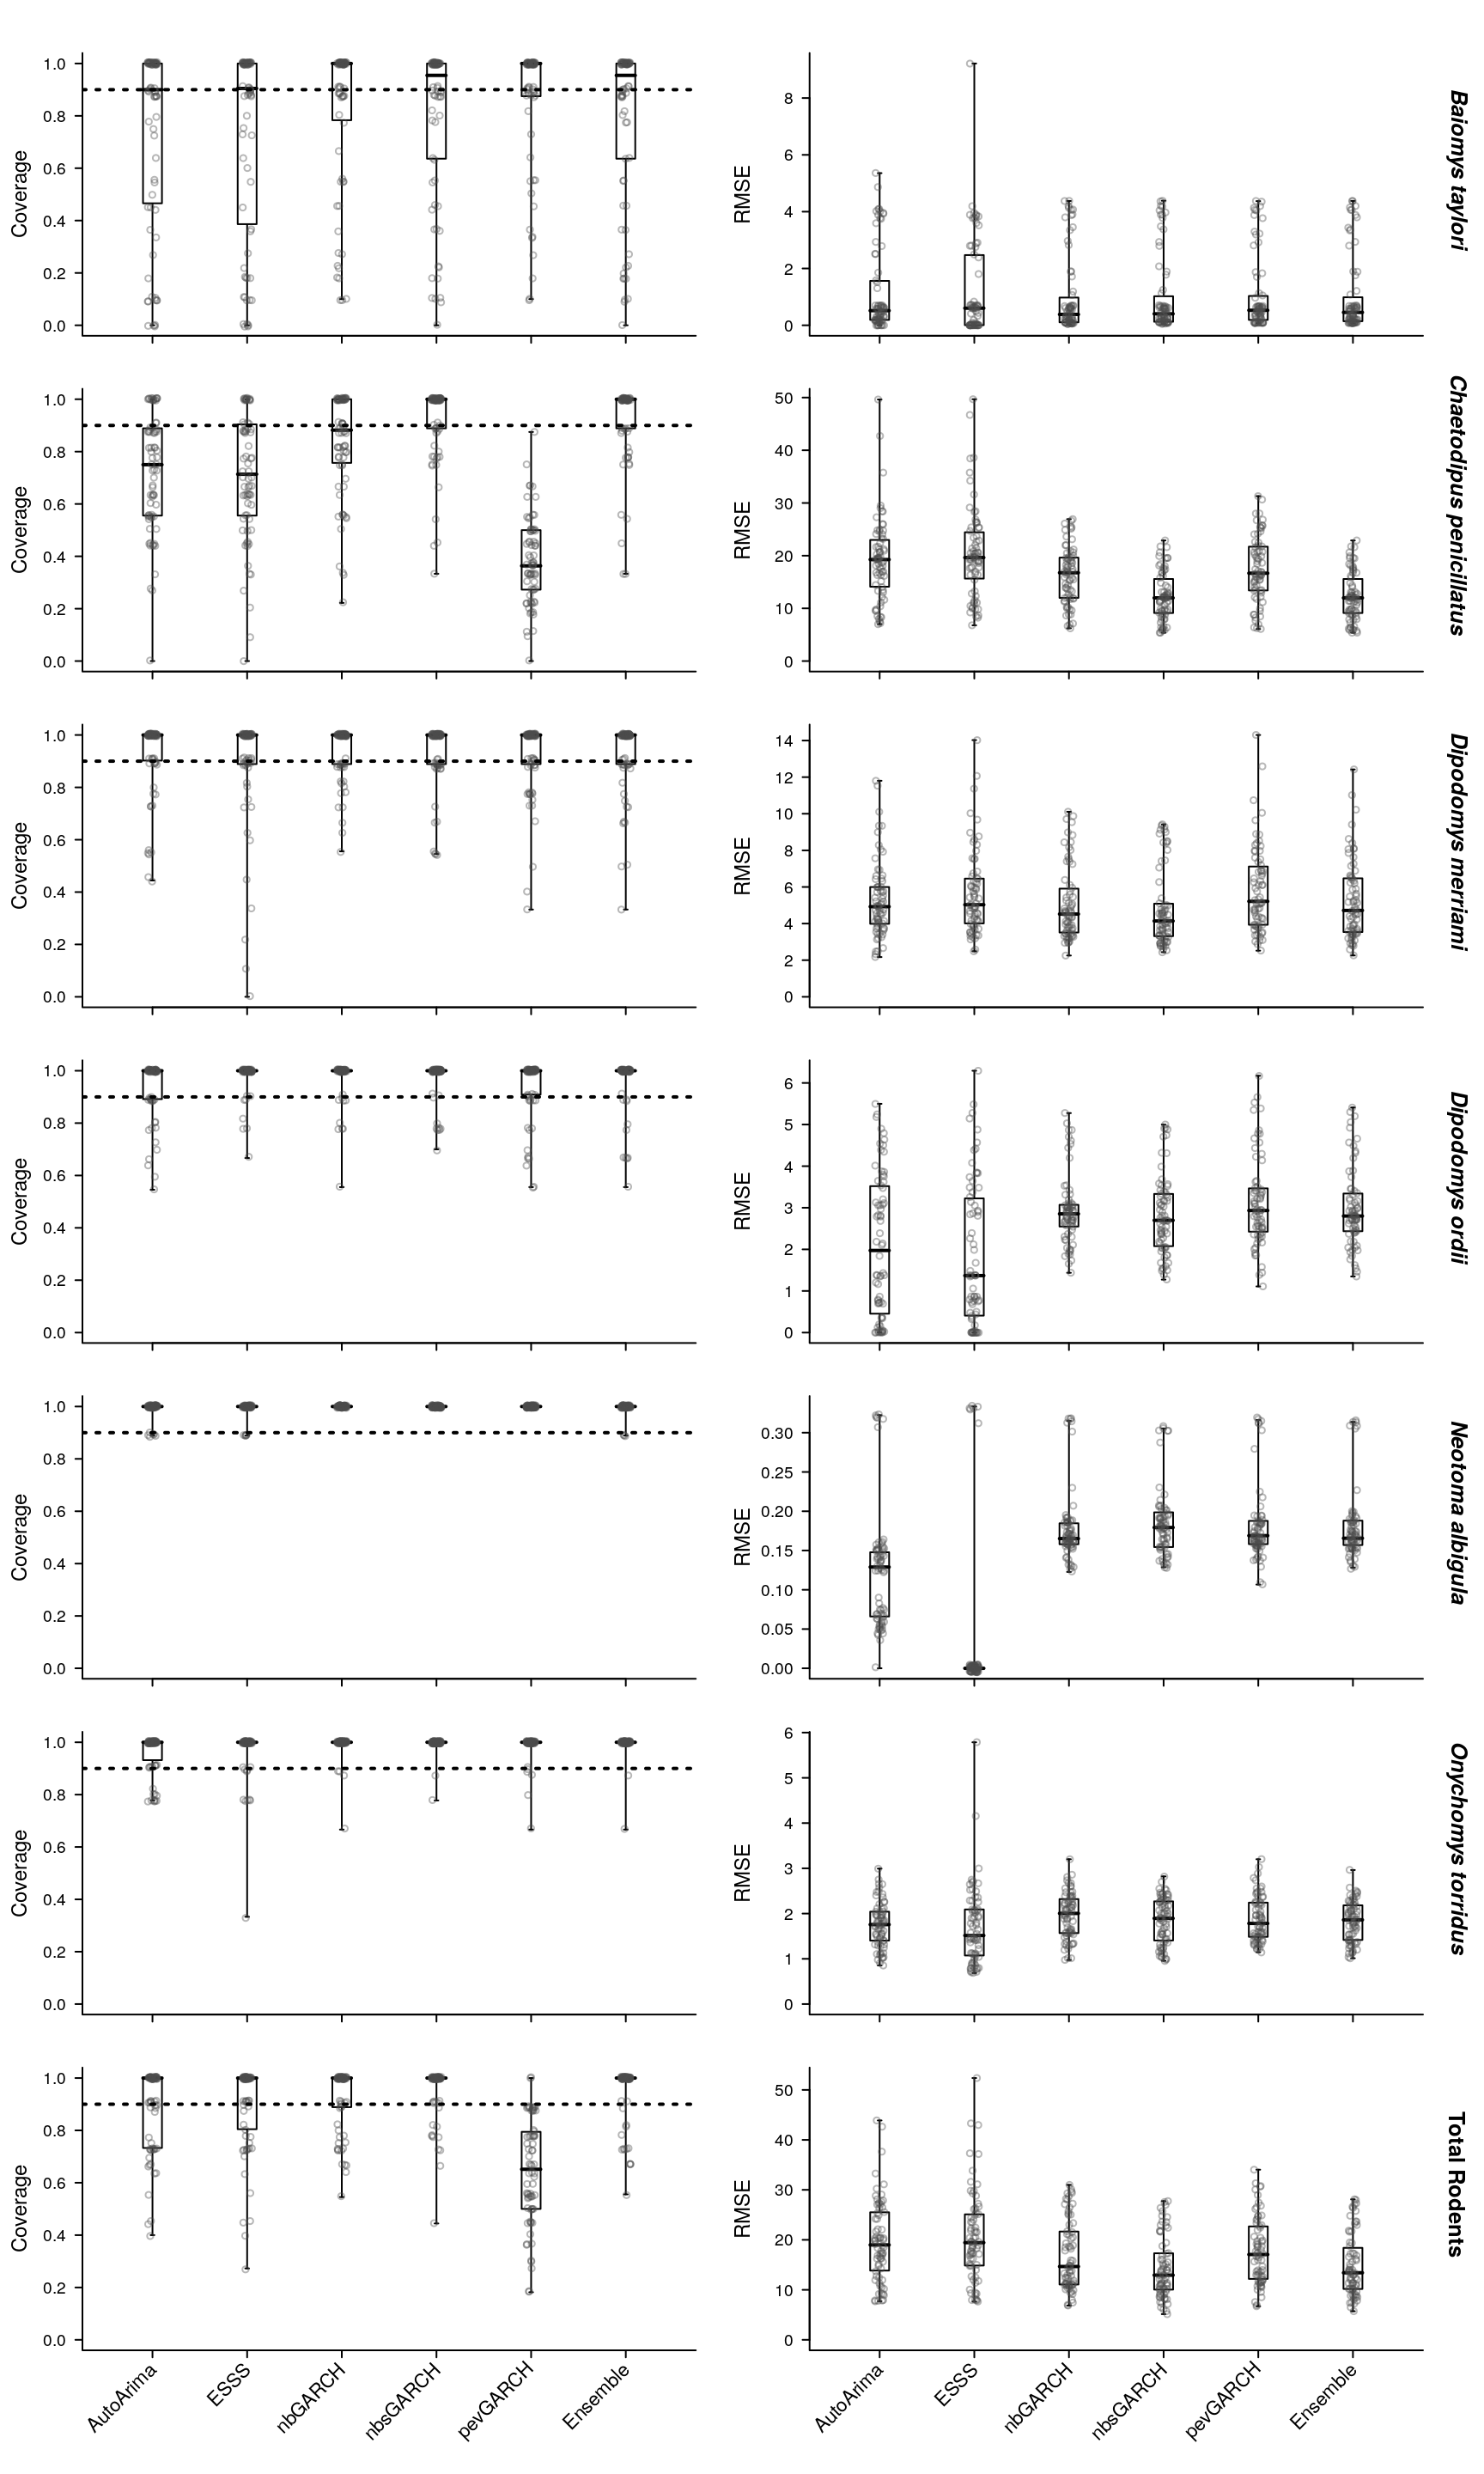 1.0
0.8
0.6
0.4
0.2
0.0
Coverage
8
6
4
2
0
RMSE
Baiomys taylori
1.0
0.8
0.6
0.4
0.2
0.0
Coverage
50
40
30
20
10
0
RMSE
Chaetodipus penicillatus
1.0
0.8
0.6
0.4
0.2
0.0
Coverage
14
12
10
8
6
4
2
0
RMSE
Dipodomys merriami
1.0
0.8
0.6
0.4
0.2
0.0
Coverage
6
5
4
3
2
1
0
RMSE
Dipodomys ordii
1.0
0.8
0.6
0.4
0.2
0.0
Coverage
0.30
0.25
0.20
0.15
0.10
0.05
0.00
RMSE
Neotoma albigula
1.0
0.8
0.6
0.4
0.2
0.0
Coverage
6
5
4
3
2
1
0
RMSE
Onychomys torridus
1.0
0.8
0.6
0.4
0.2
0.0
Coverage
50
40
30
20
10
0
RMSE
Total Rodents
AutoArima
ESSS
nbGARCH
nbsGARCH
pevGARCH
Ensemble
AutoArima
ESSS
nbGARCH
nbsGARCH
pevGARCH
Ensemble